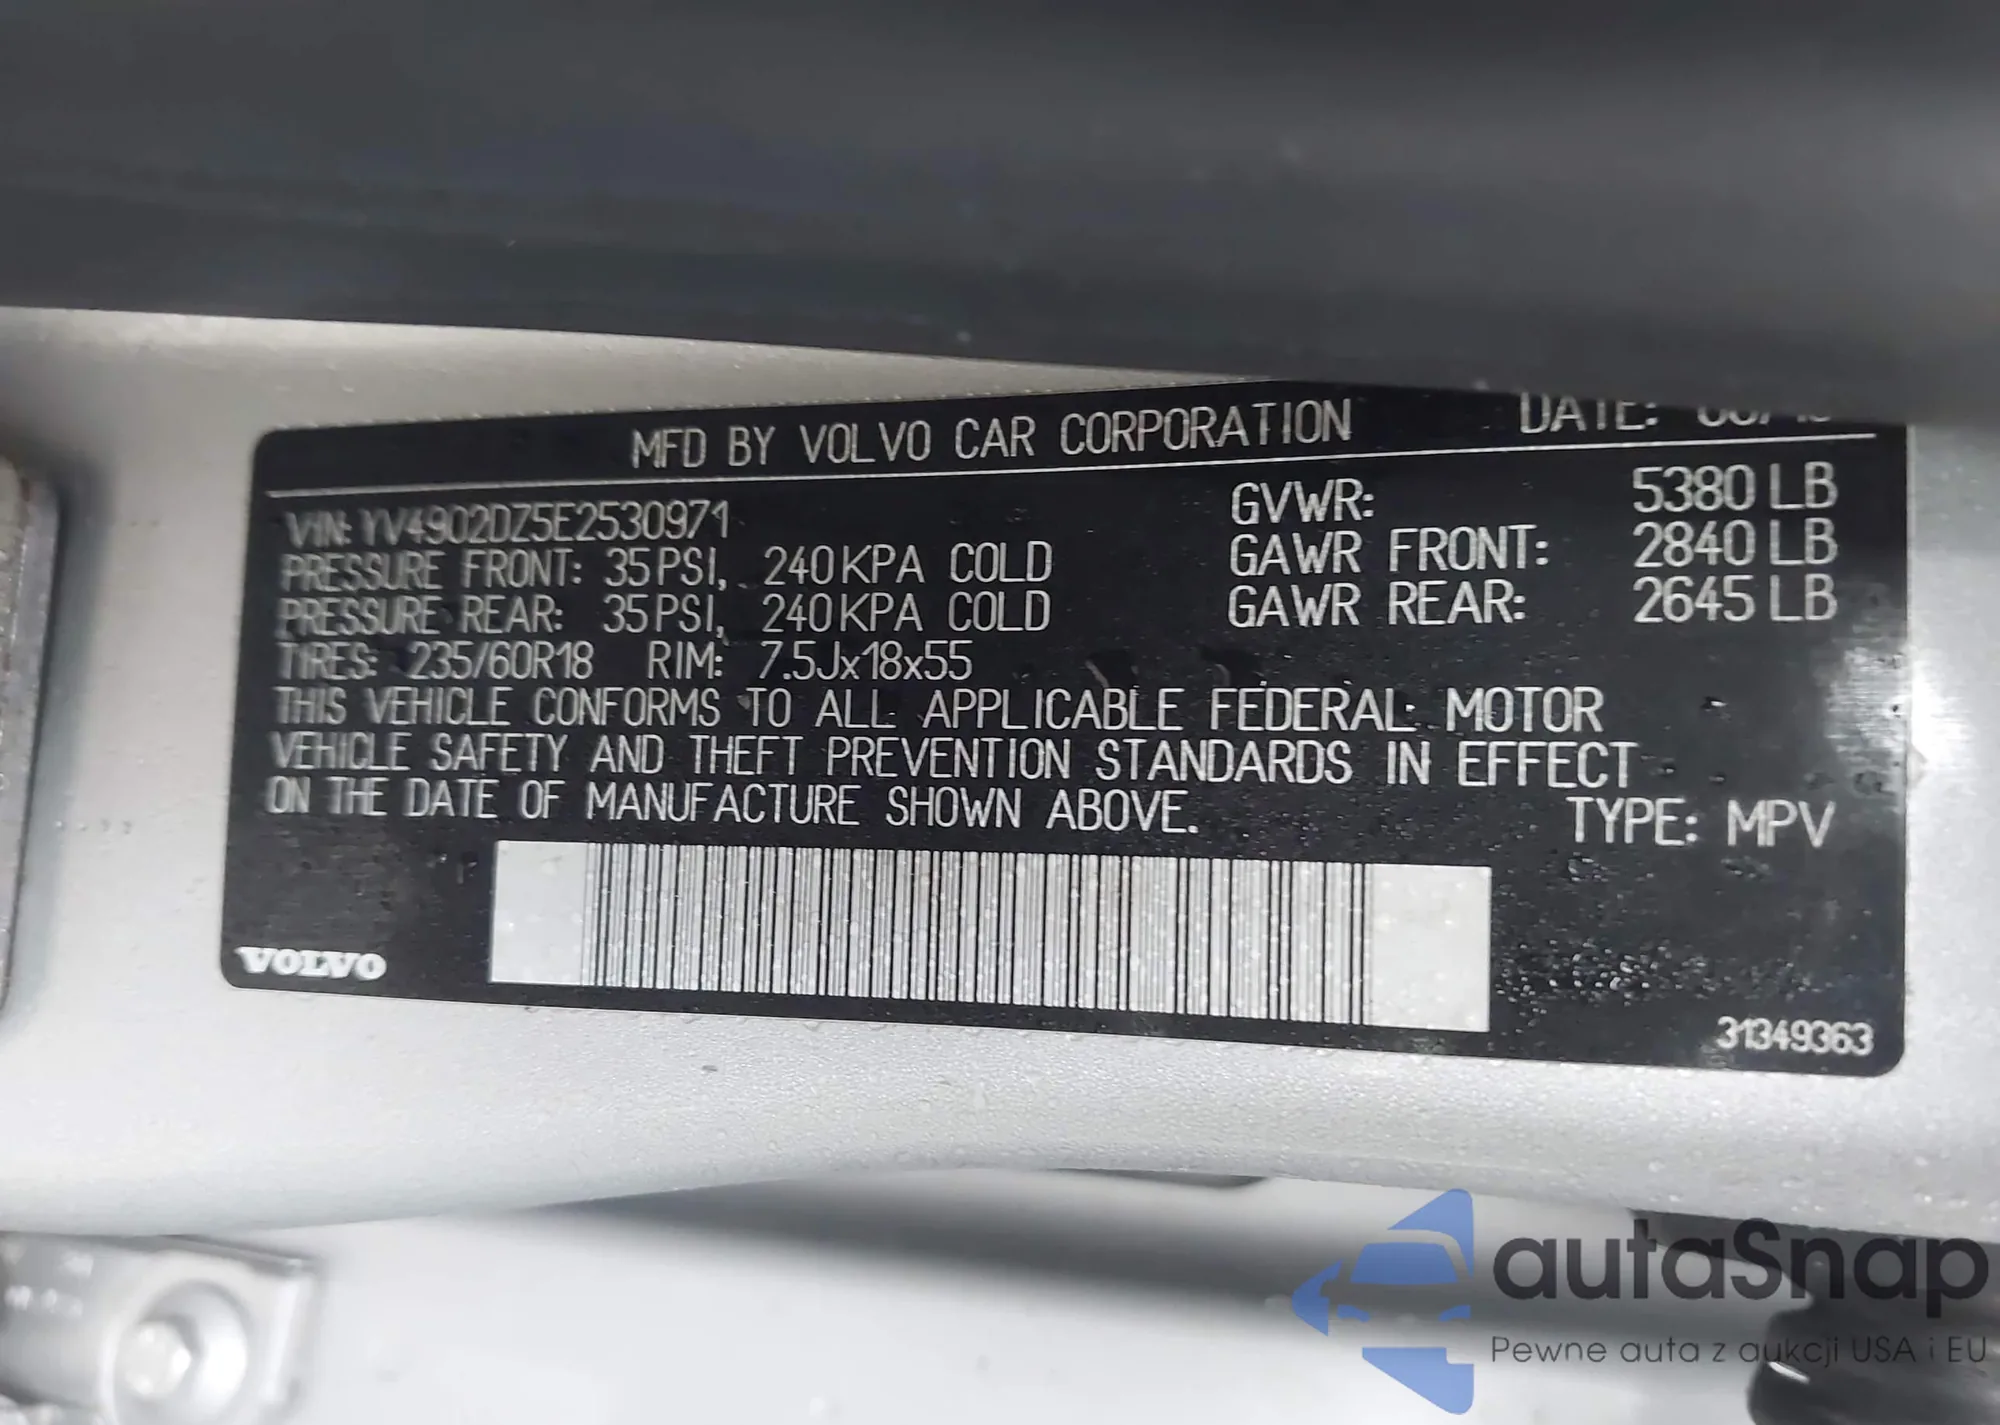 MFD BY VOLVO CAR CORPORATION DATE:
VIN: YV4902DZ5E2530971 GVWR: 5380 LB
PRESSURE FRONT: 35 PSI, 240 KPA COLD GAWR FRONT: 2840 LB
PRESSURE REAR: 35 PSI, 240 KPA COLD GAWR REAR: 2645 LB
TIRES: 235/60R18 RIM: 7.5Jx18x55
THIS VEHICLE CONFORMS TO ALL APPLICABLE FEDERAL MOTOR
VEHICLE SAFETY AND THEFT PREVENTION STANDARDS IN EFFECT
ON THE DATE OF MANUFACTURE SHOWN ABOVE. TYPE: MPV
VOLVO
31349363
autaSnap
Pewne auta z aukcji USA i EU